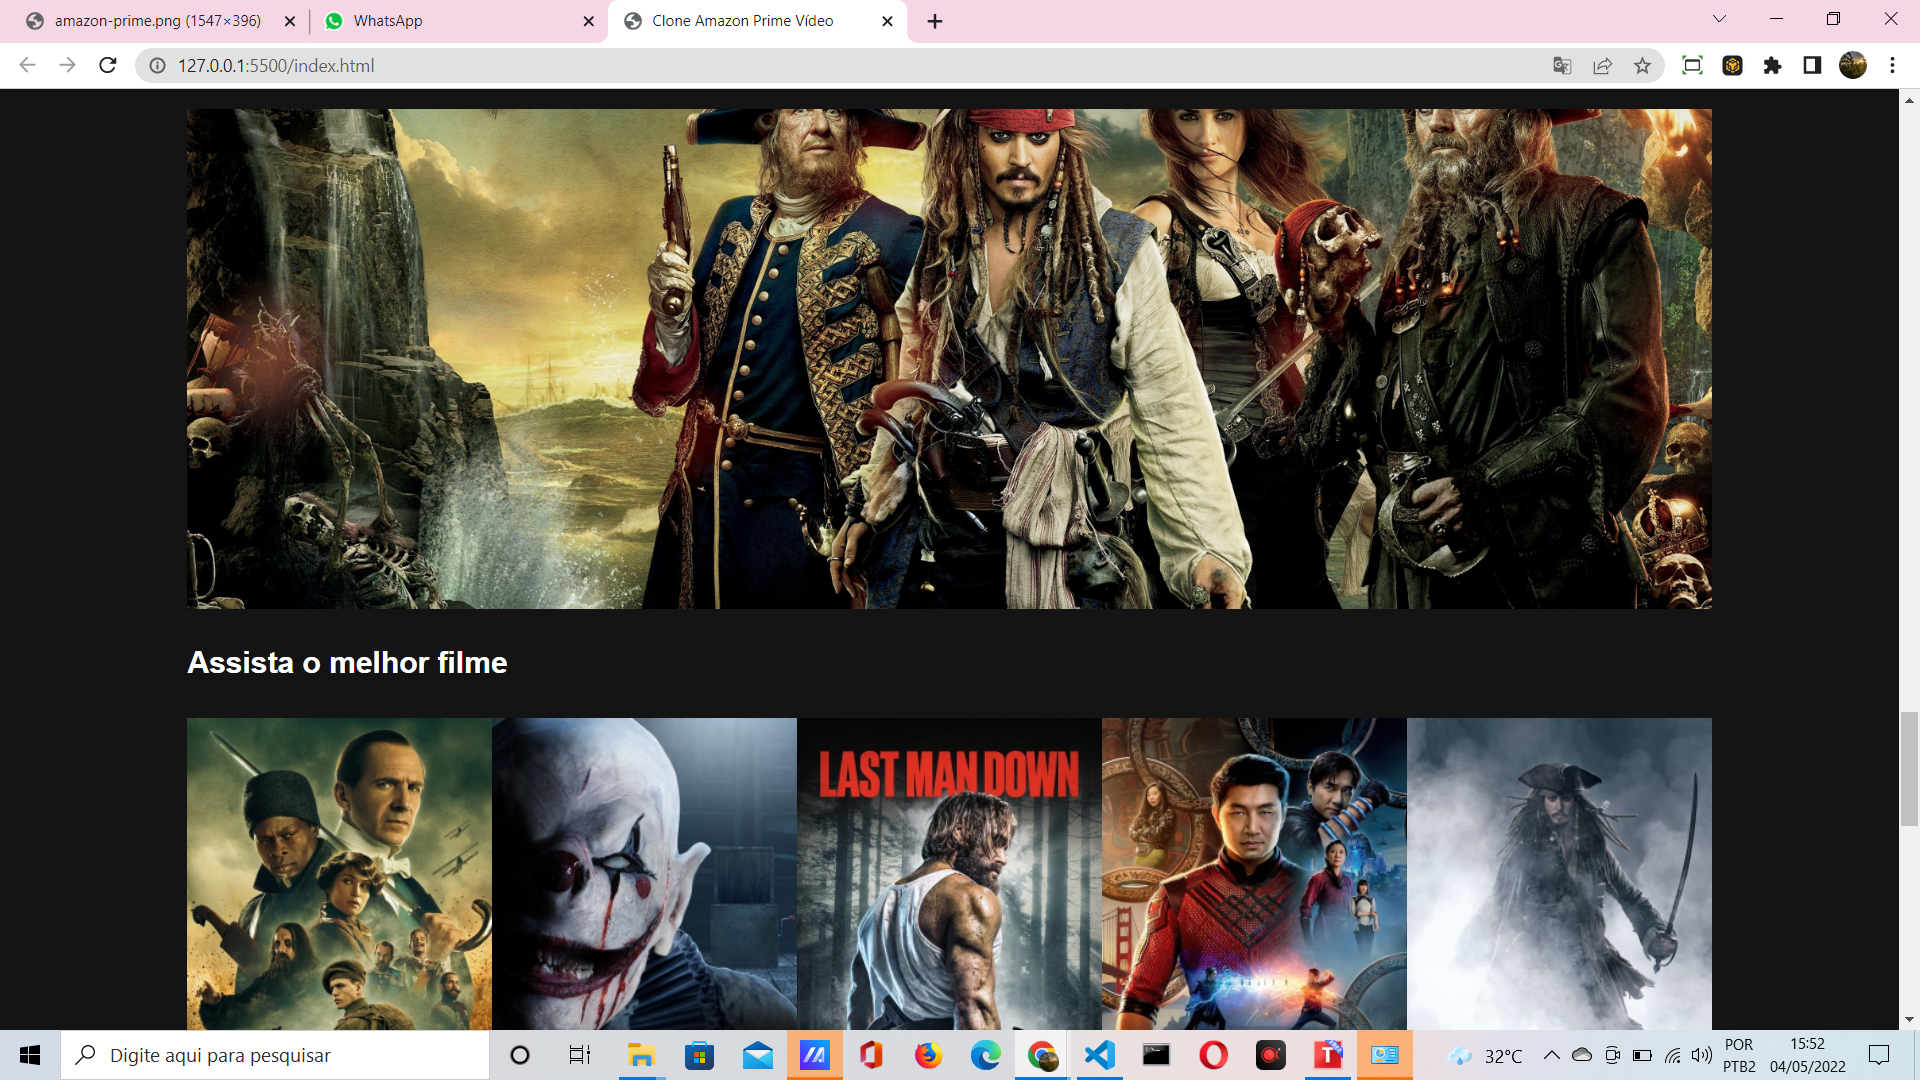 amazon-prime.png (1547×396)
WhatsApp
Clone Amazon Prime Vídeo
127.0.0.1:5500/index.html
Assista o melhor filme
LAST MAN DOWN
Digite aqui para pesquisar
32°C
POR
PTB2
15:52
04/05/2022